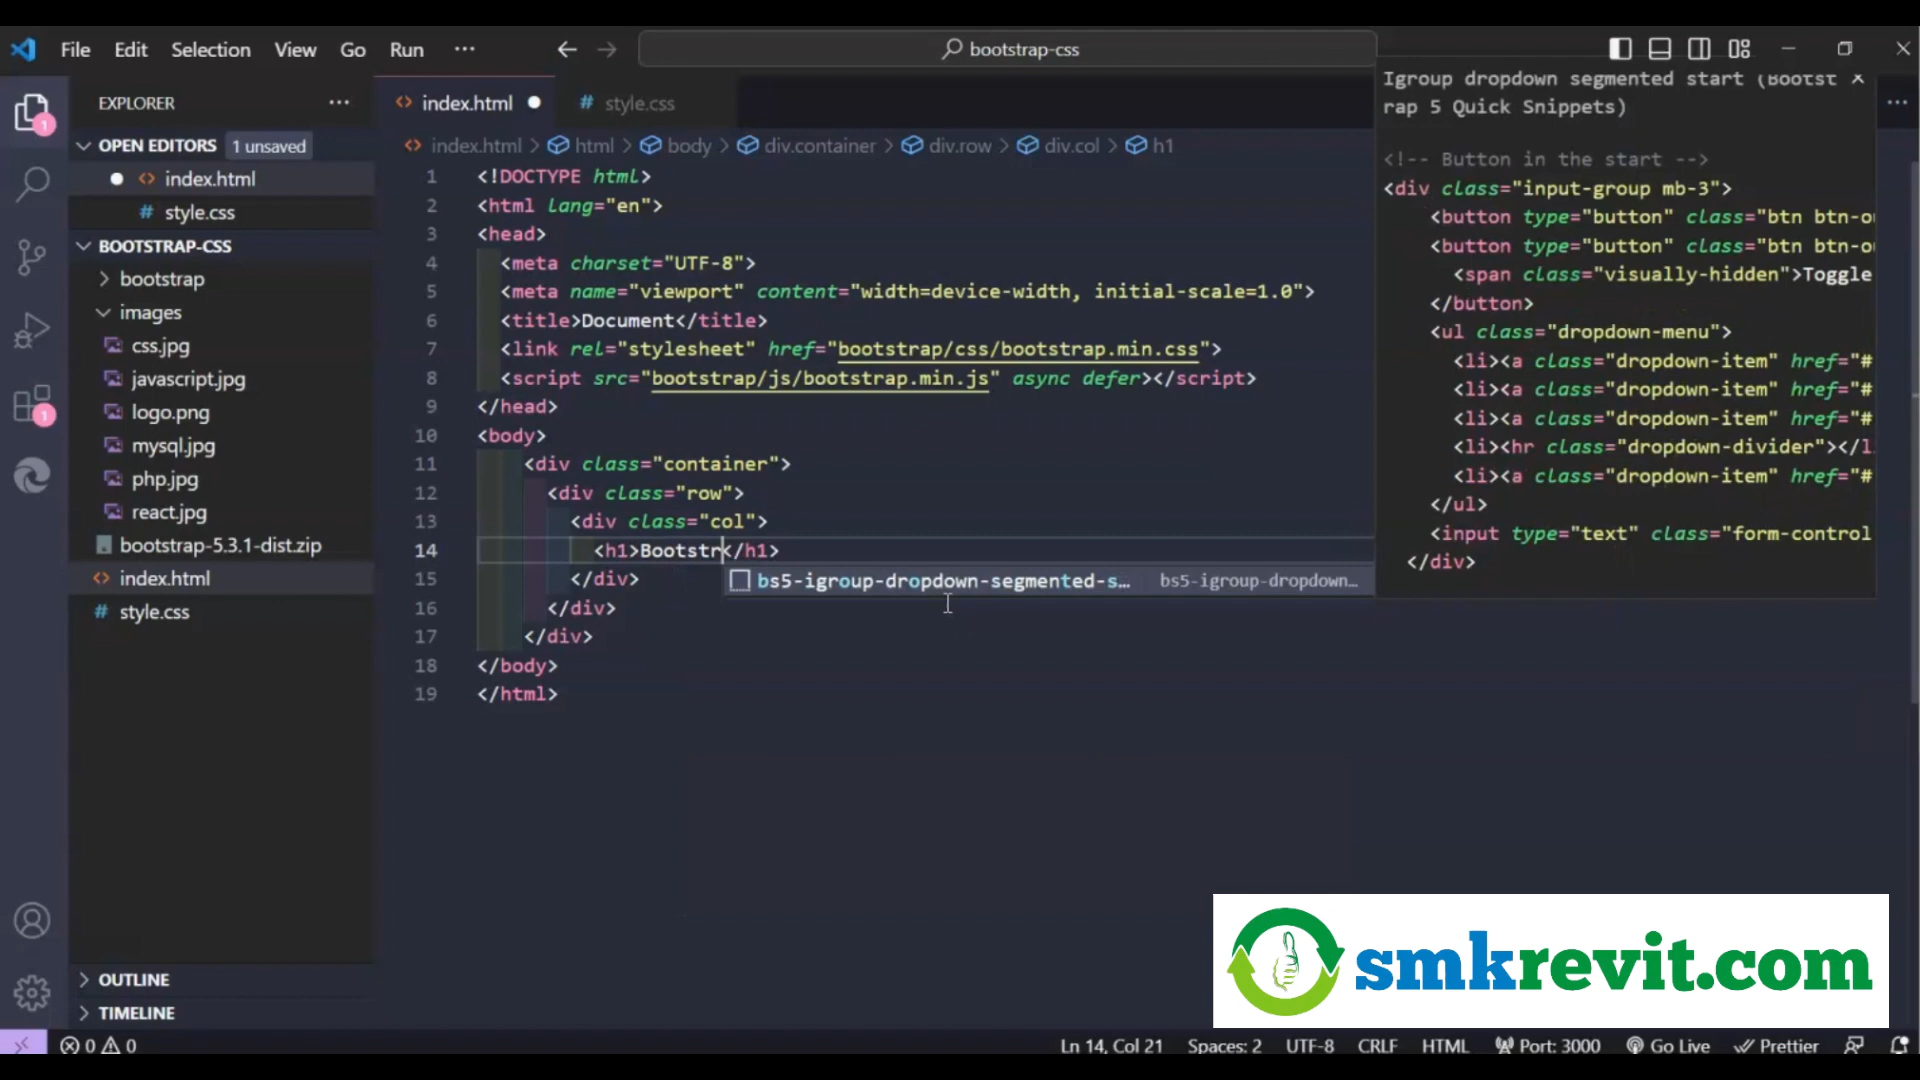 File Edit Selection View Go Run ···
bootstrap-css
EXPLORER
OPEN EDITORS 1 unsaved
index.html
# style.css
BOOTSTRAP-CSS
bootstrap
images
css.jpg
javascript.jpg
logo.png
mysql.jpg
php.jpg
react.jpg
bootstrap-5.3.1-dist.zip
index.html
# style.css
OUTLINE
TIMELINE
1
1
index.html
# style.css
index.html > html > body > div.container > div.row > div.col > h1
1 <!DOCTYPE html>
2 <html lang="en">
3 <head>
4 <meta charset="UTF-8">
5 <meta name="viewport" content="width=device-width, initial-scale=1.0">
6 <title>Document</title>
7 <link rel="stylesheet" href="bootstrap/css/bootstrap.min.css">
8 <script src="bootstrap/js/bootstrap.min.js" async defer></script>
9 </head>
10 <body>
11 <div class="container">
12 <div class="row">
13 <div class="col">
14 <h1>Bootstr</h1>
15 </div>
16 </div>
17 </div>
18 </body>
19 </html>
bs5-igroup-dropdown-segmented-s… bs5-igroup-dropdown…
Igroup dropdown segmented start (Bootst
rap 5 Quick Snippets)
<!-- Button in the start -->
<div class="input-group mb-3">
<button type="button" class="btn btn-ou
<button type="button" class="btn btn-ou
<span class="visually-hidden">Toggle
</button>
<ul class="dropdown-menu">
<li><a class="dropdown-item" href="#
<li><a class="dropdown-item" href="#
<li><a class="dropdown-item" href="#
<li><hr class="dropdown-divider"></l
<li><a class="dropdown-item" href="#
</ul>
<input type="text" class="form-control
</div>
smkrevit.com
0 0
Ln 14, Col 21 Spaces: 2 UTF-8 CRLF HTML Port: 3000 Go Live Prettier